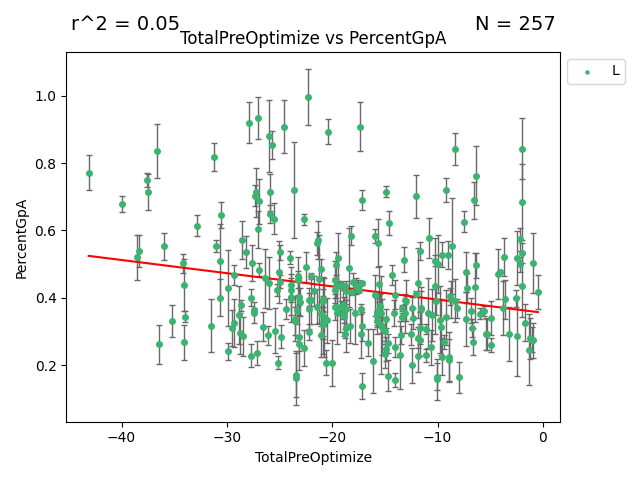 r^2 = 0.05
N = 257
TotalPreOptimize vs PercentGpA
L
1.0
0.8
0.6
0.4
0.2
PercentGpA
−40 −30 −20 −10 0
TotalPreOptimize